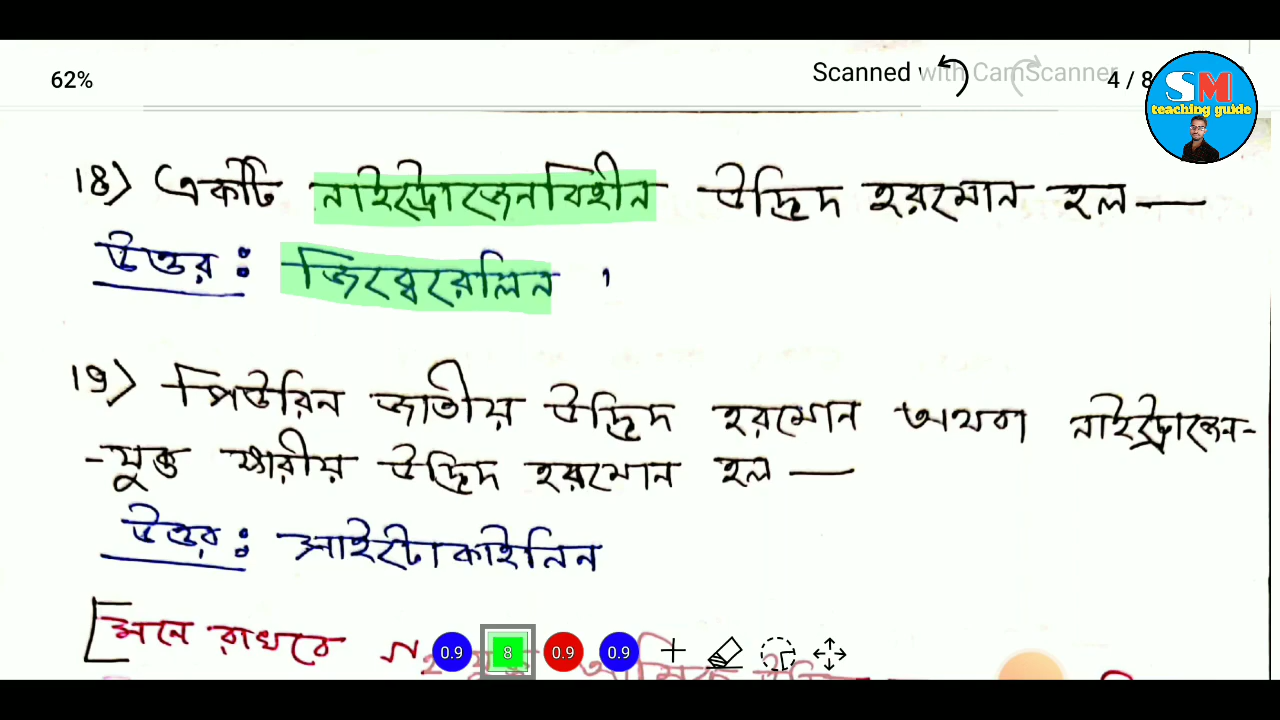 62%
Scanned with CamScanner
4 / 8
SM
teaching guide
18) একটি নাইট্রোজেনবিহীন উদ্ভিদ হরমোন হল —
উত্তর : জিব্বেরেলিন ।
19) পিউরিন জাতীয় উদ্ভিদ হরমোন অথবা নাইট্রোজেন-
-যুক্ত ক্ষারীয় উদ্ভিদ হরমোন হল —
উত্তর : সাইটোকাইনিন
[মনে রাখবে
0.9 8 0.9 0.9